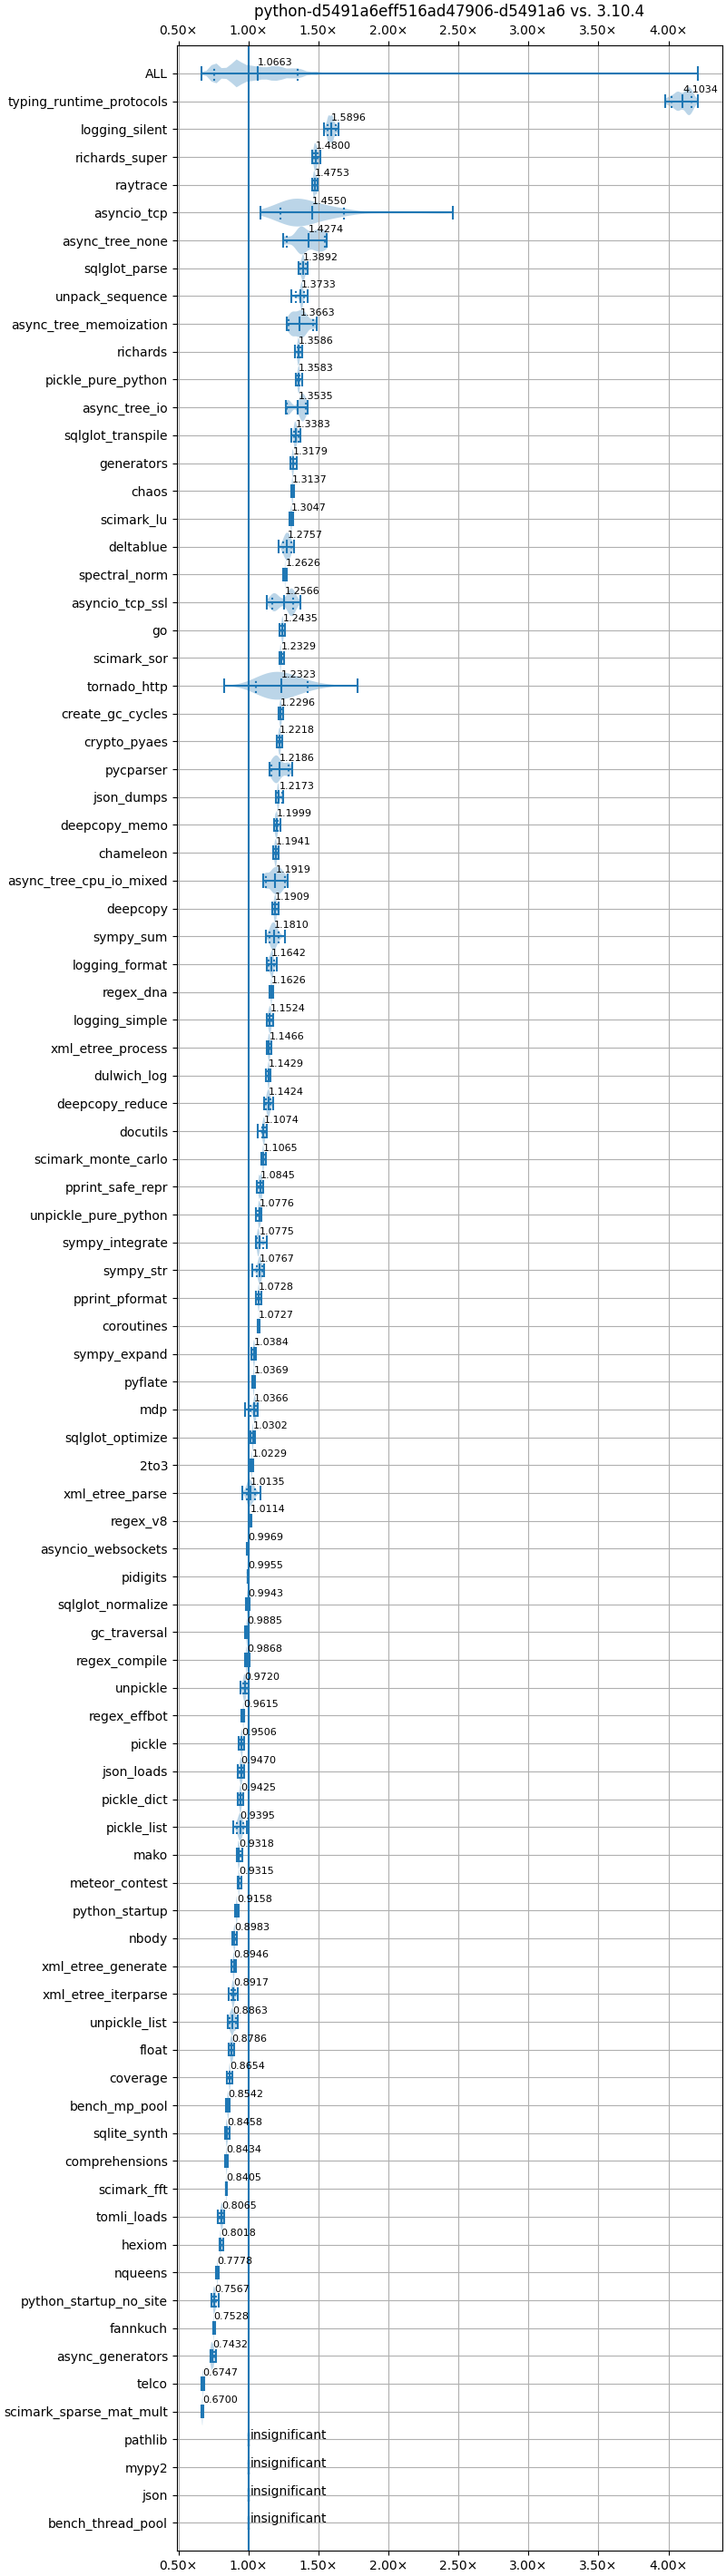 python-d5491a6eff516ad47906-d5491a6 vs. 3.10.4
0.50× 1.00× 1.50× 2.00× 2.50× 3.00× 3.50× 4.00×
ALL 1.0663
typing_runtime_protocols 4.1034
logging_silent 1.5896
richards_super 1.4800
raytrace 1.4753
asyncio_tcp 1.4550
async_tree_none 1.4274
sqlglot_parse 1.3892
unpack_sequence 1.3733
async_tree_memoization 1.3663
richards 1.3586
pickle_pure_python 1.3583
async_tree_io 1.3535
sqlglot_transpile 1.3383
generators 1.3179
chaos 1.3137
scimark_lu 1.3047
deltablue 1.2757
spectral_norm 1.2626
asyncio_tcp_ssl 1.2566
go 1.2435
scimark_sor 1.2329
tornado_http 1.2323
create_gc_cycles 1.2296
crypto_pyaes 1.2218
pycparser 1.2186
json_dumps 1.2173
deepcopy_memo 1.1999
chameleon 1.1941
async_tree_cpu_io_mixed 1.1919
deepcopy 1.1909
sympy_sum 1.1810
logging_format 1.1642
regex_dna 1.1626
logging_simple 1.1524
xml_etree_process 1.1466
dulwich_log 1.1429
deepcopy_reduce 1.1424
docutils 1.1074
scimark_monte_carlo 1.1065
pprint_safe_repr 1.0845
unpickle_pure_python 1.0776
sympy_integrate 1.0775
sympy_str 1.0767
pprint_pformat 1.0728
coroutines 1.0727
sympy_expand 1.0384
pyflate 1.0369
mdp 1.0366
sqlglot_optimize 1.0302
2to3 1.0229
xml_etree_parse 1.0135
regex_v8 1.0114
asyncio_websockets 0.9969
pidigits 0.9955
sqlglot_normalize 0.9943
gc_traversal 0.9885
regex_compile 0.9868
unpickle 0.9720
regex_effbot 0.9615
pickle 0.9506
json_loads 0.9470
pickle_dict 0.9425
pickle_list 0.9395
mako 0.9318
meteor_contest 0.9315
python_startup 0.9158
nbody 0.8983
xml_etree_generate 0.8946
xml_etree_iterparse 0.8917
unpickle_list 0.8863
float 0.8786
coverage 0.8654
bench_mp_pool 0.8542
sqlite_synth 0.8458
comprehensions 0.8434
scimark_fft 0.8405
tomli_loads 0.8065
hexiom 0.8018
nqueens 0.7778
python_startup_no_site 0.7567
fannkuch 0.7528
async_generators 0.7432
telco 0.6747
scimark_sparse_mat_mult 0.6700
pathlib insignificant
mypy2 insignificant
json insignificant
bench_thread_pool insignificant
0.50× 1.00× 1.50× 2.00× 2.50× 3.00× 3.50× 4.00×